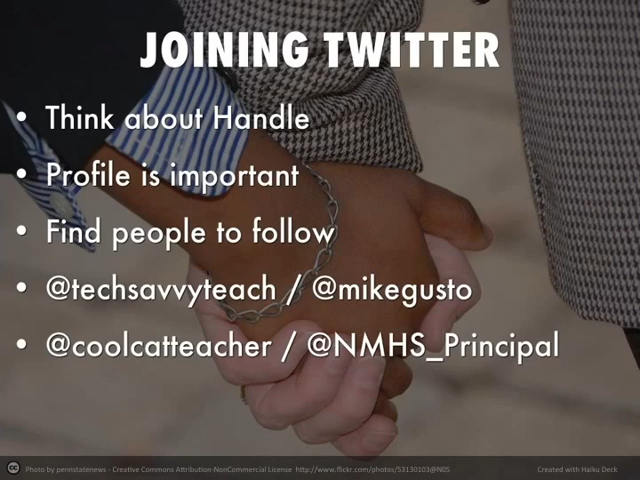 JOINING TWITTER
• Think about Handle
• Profile is important
• Find people to follow
• @techsavvyteach / @mikegusto
• @coolcatteacher / @NMHS_Principal
cc Photo by pennstatenews - Creative Commons Attribution-NonCommercial License http://www.flickr.com/photos/53130103@N05 Created with Haiku Deck